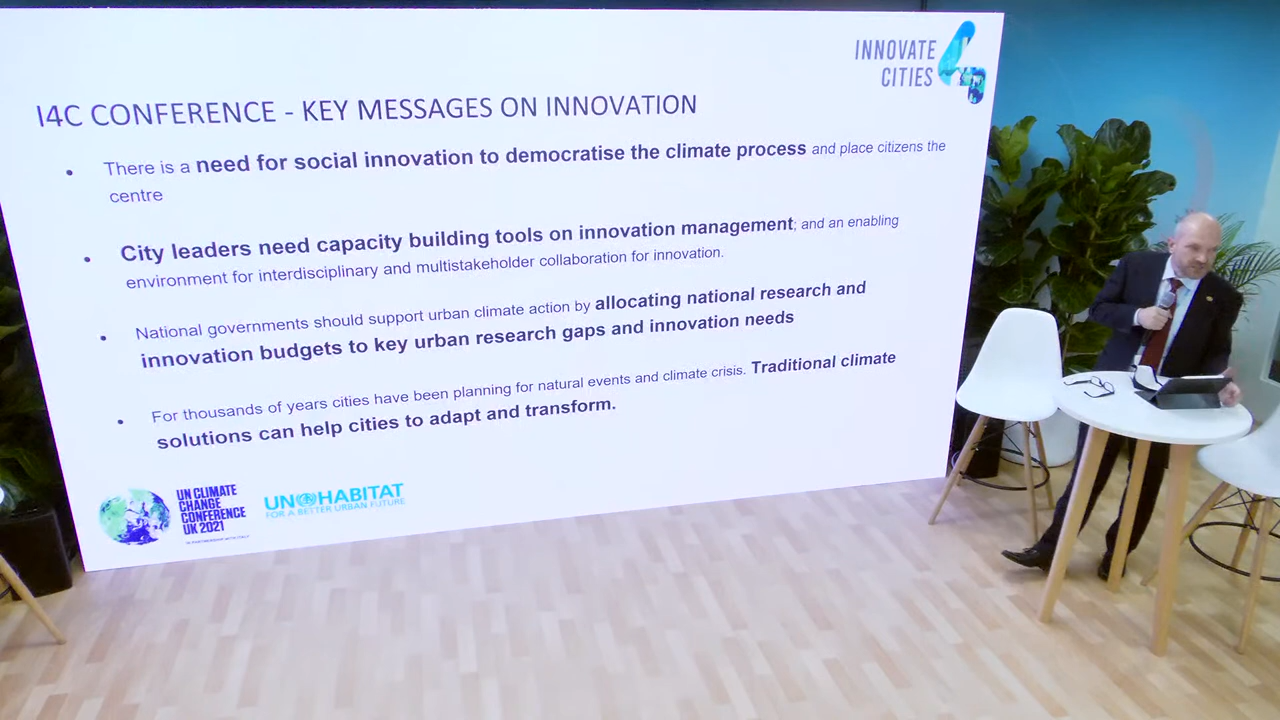 INNOVATE
CITIES
I4C CONFERENCE - KEY MESSAGES ON INNOVATION
• There is a need for social innovation to democratise the climate process and place citizens the
centre
• City leaders need capacity building tools on innovation management; and an enabling
environment for interdisciplinary and multistakeholder collaboration for innovation.
• National governments should support urban climate action by allocating national research and
innovation budgets to key urban research gaps and innovation needs
• For thousands of years cities have been planning for natural events and climate crisis. Traditional climate
solutions can help cities to adapt and transform.
UN CLIMATE
CHANGE
CONFERENCE
UK 2021
IN PARTNERSHIP WITH ITALY
UN HABITAT
FOR A BETTER URBAN FUTURE